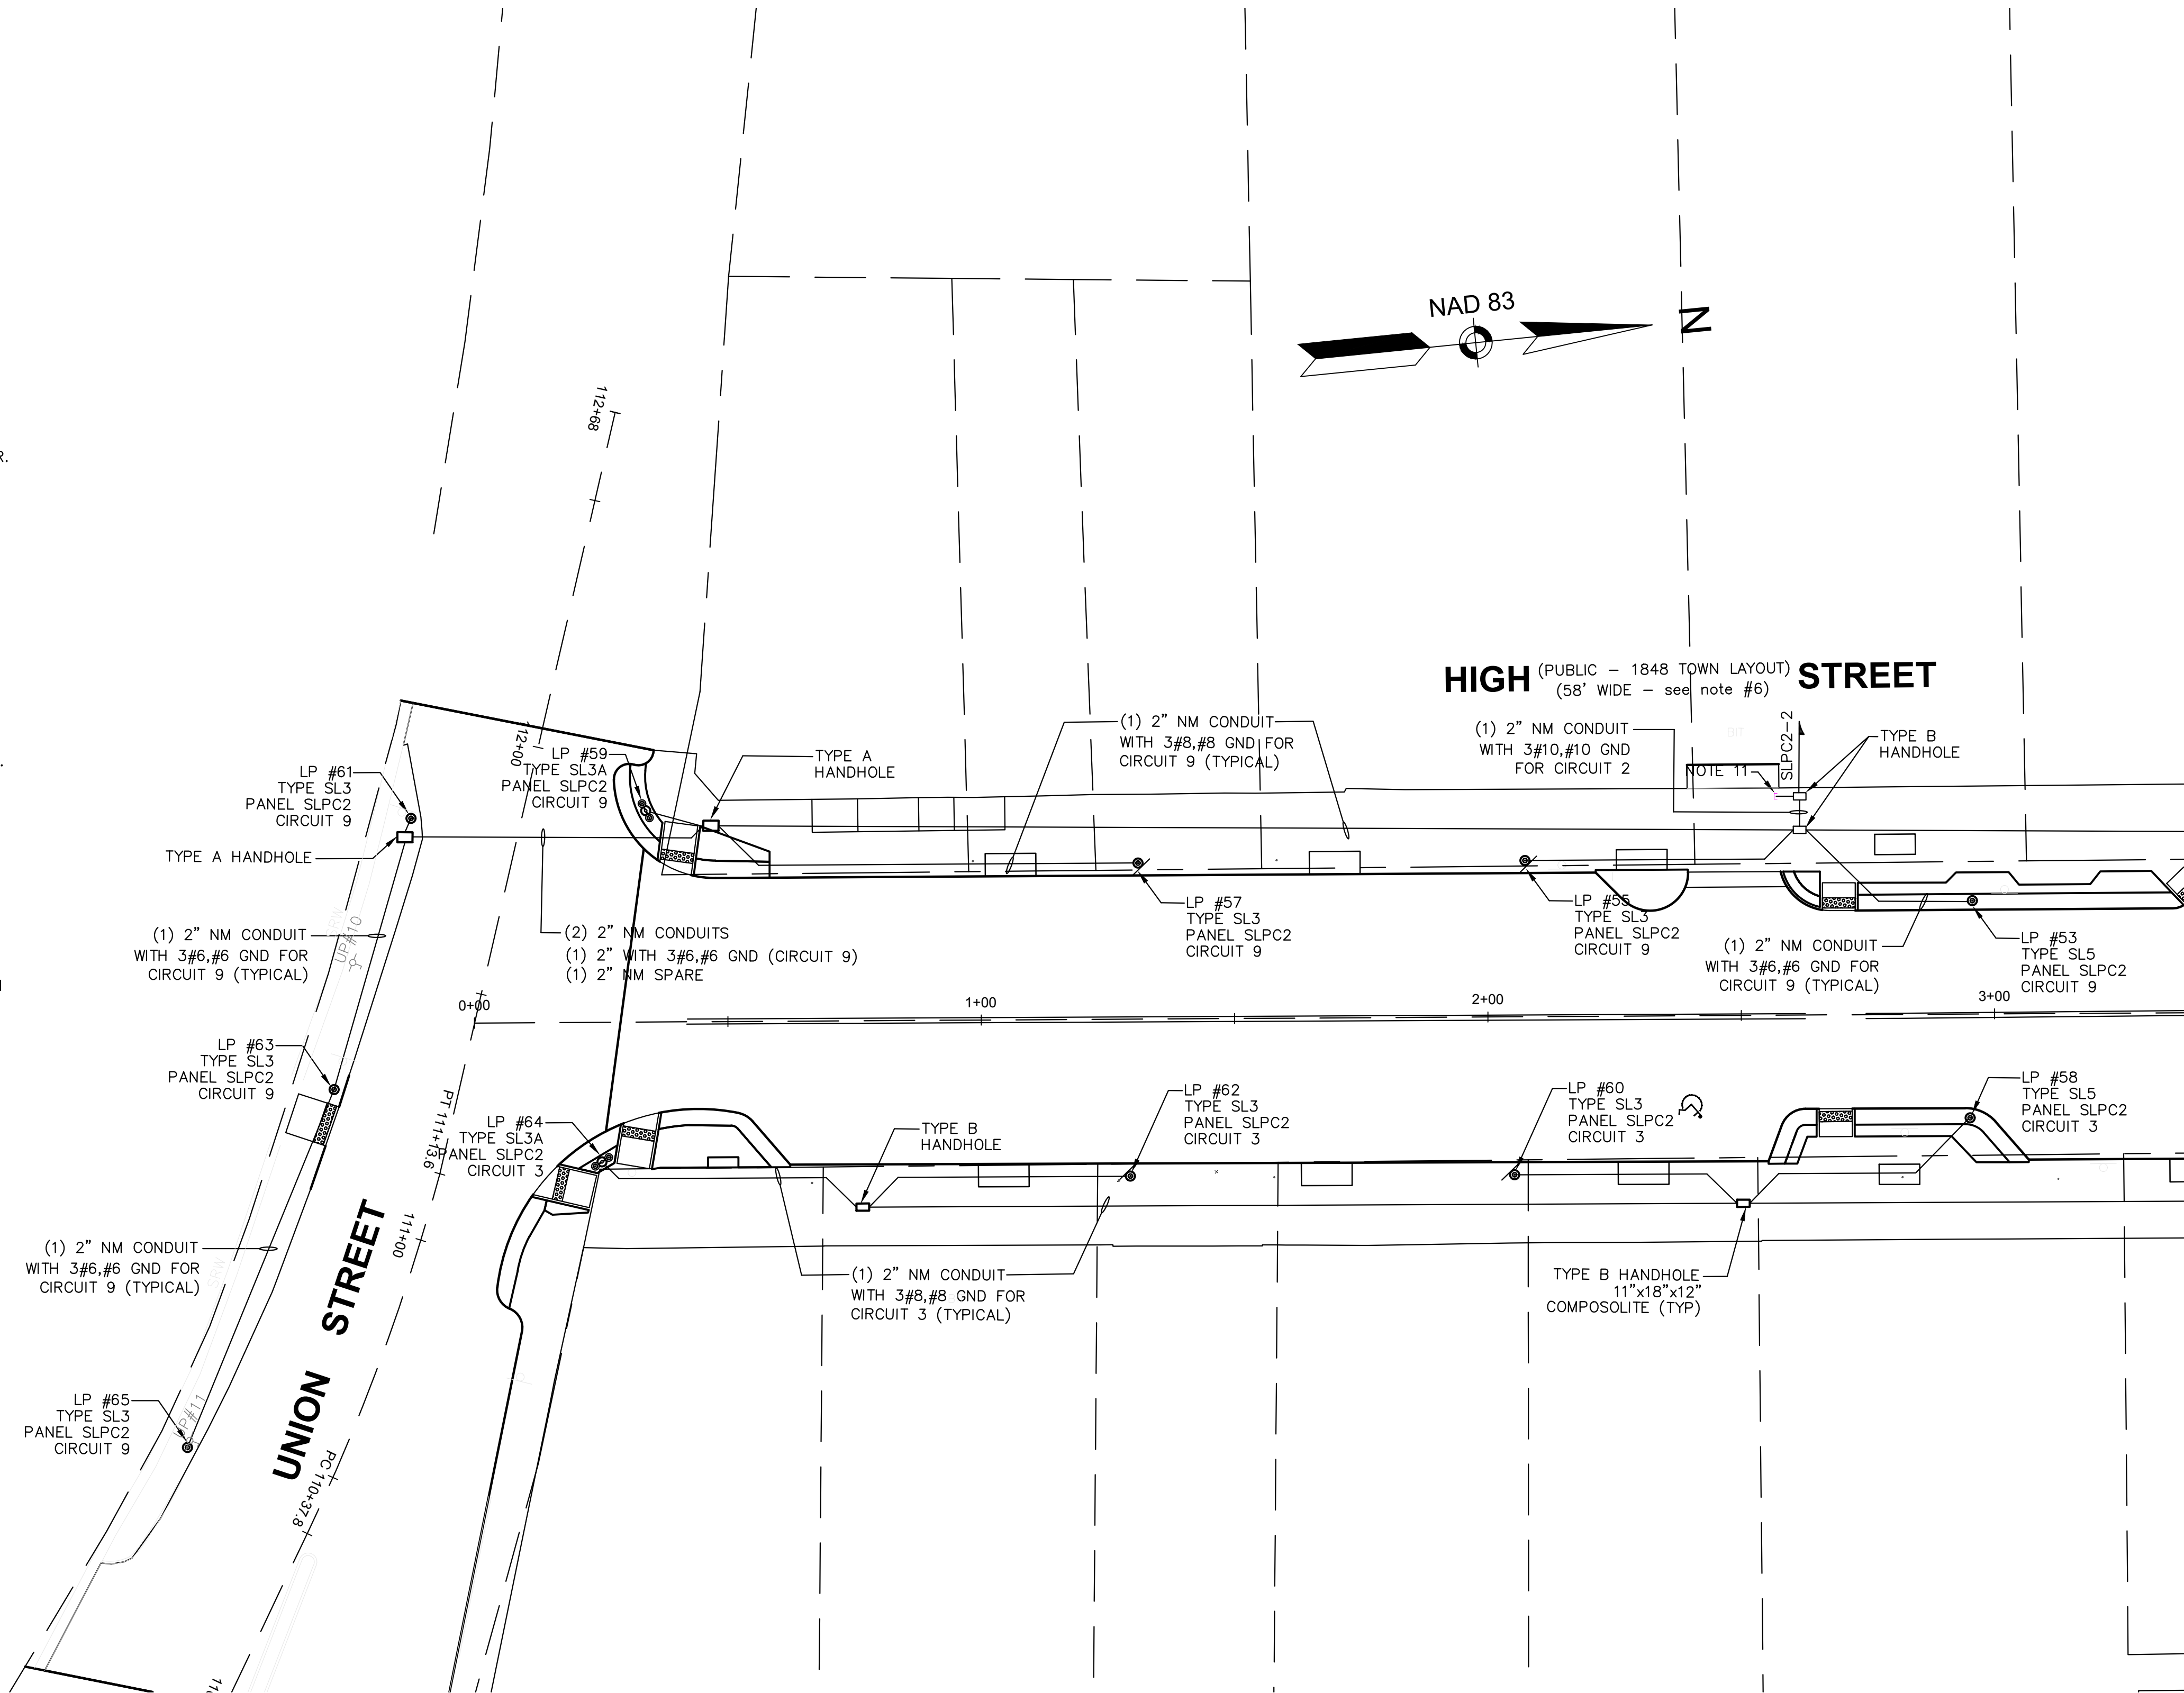 R.
NAD 83
N
112+68
HIGH (PUBLIC – 1848 TOWN LAYOUT) STREET
(58' WIDE – see note #6)
12+00
LP #59
TYPE SL3A
PANEL SLPC2
CIRCUIT 9
TYPE A
HANDHOLE
(1) 2" NM CONDUIT
WITH 3#8,#8 GND FOR
CIRCUIT 9 (TYPICAL)
(1) 2" NM CONDUIT
WITH 3#10,#10 GND
FOR CIRCUIT 2
BIT
SLPC2-2
NOTE 11
TYPE B
HANDHOLE
LP #61
TYPE SL3
PANEL SLPC2
CIRCUIT 9
TYPE A HANDHOLE
(1) 2" NM CONDUIT
WITH 3#6,#6 GND FOR
CIRCUIT 9 (TYPICAL)
SRW
UP#10
(2) 2" NM CONDUITS
(1) 2" WITH 3#6,#6 GND (CIRCUIT 9)
(1) 2" NM SPARE
LP #57
TYPE SL3
PANEL SLPC2
CIRCUIT 9
LP #55
TYPE SL3
PANEL SLPC2
CIRCUIT 9
(1) 2" NM CONDUIT
WITH 3#6,#6 GND FOR
CIRCUIT 9 (TYPICAL)
LP #53
TYPE SL5
PANEL SLPC2
CIRCUIT 9
0+00
1+00
2+00
3+00
LP #63
TYPE SL3
PANEL SLPC2
CIRCUIT 9
PT 111+13.6
LP #64
TYPE SL3A
PANEL SLPC2
CIRCUIT 3
TYPE B
HANDHOLE
LP #62
TYPE SL3
PANEL SLPC2
CIRCUIT 3
LP #60
TYPE SL3
PANEL SLPC2
CIRCUIT 3
LP #58
TYPE SL5
PANEL SLPC2
CIRCUIT 3
111+00
(1) 2" NM CONDUIT
WITH 3#6,#6 GND FOR
CIRCUIT 9 (TYPICAL)
SRW
UNION STREET
(1) 2" NM CONDUIT
WITH 3#8,#8 GND FOR
CIRCUIT 3 (TYPICAL)
TYPE B HANDHOLE
11"x18"x12"
COMPOSOLITE (TYP)
LP #65
TYPE SL3
PANEL SLPC2
CIRCUIT 9
UP#11
PC 110+37.8